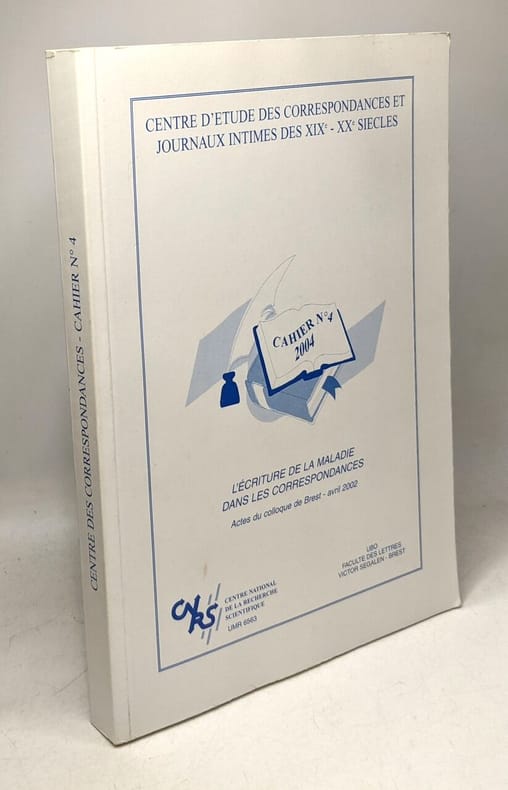 CENTRE D'ETUDE DES CORRESPONDANCES ET
JOURNAUX INTIMES DES XIXe - XXe SIECLES
CAHIER N°4
2004
L'ÉCRITURE DE LA MALADIE
DANS LES CORRESPONDANCES
Actes du colloque de Brest - avril 2002
UBO
FACULTE DES LETTRES
VICTOR SEGALEN - BREST
CNRS
CENTRE NATIONAL
DE LA RECHERCHE
SCIENTIFIQUE
UMR 6563
CENTRE DES CORRESPONDANCES - CAHIER N° 4